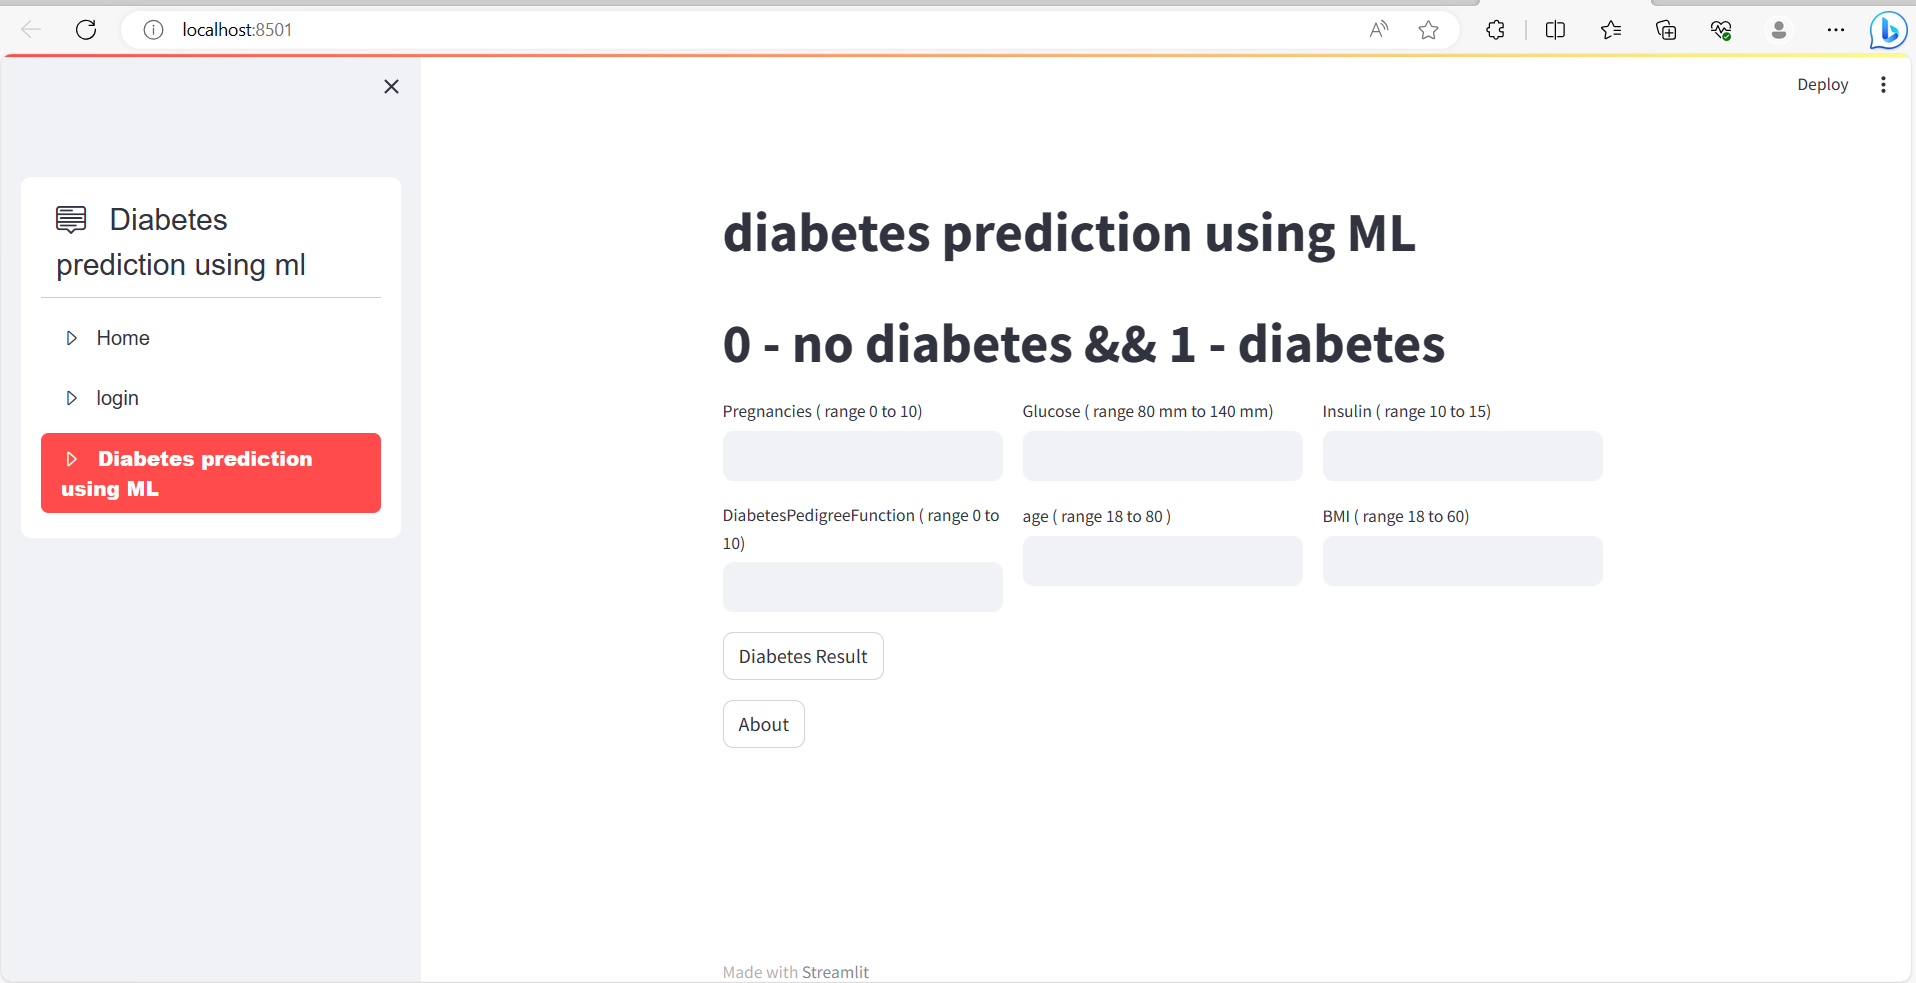 localhost:8501
Deploy
Diabetes
prediction using ml
Home
login
Diabetes prediction
using ML
diabetes prediction using ML
0 - no diabetes && 1 - diabetes
Pregnancies ( range 0 to 10)
Glucose ( range 80 mm to 140 mm)
Insulin ( range 10 to 15)
DiabetesPedigreeFunction ( range 0 to
10)
age ( range 18 to 80 )
BMI ( range 18 to 60)
Diabetes Result
About
Made with Streamlit